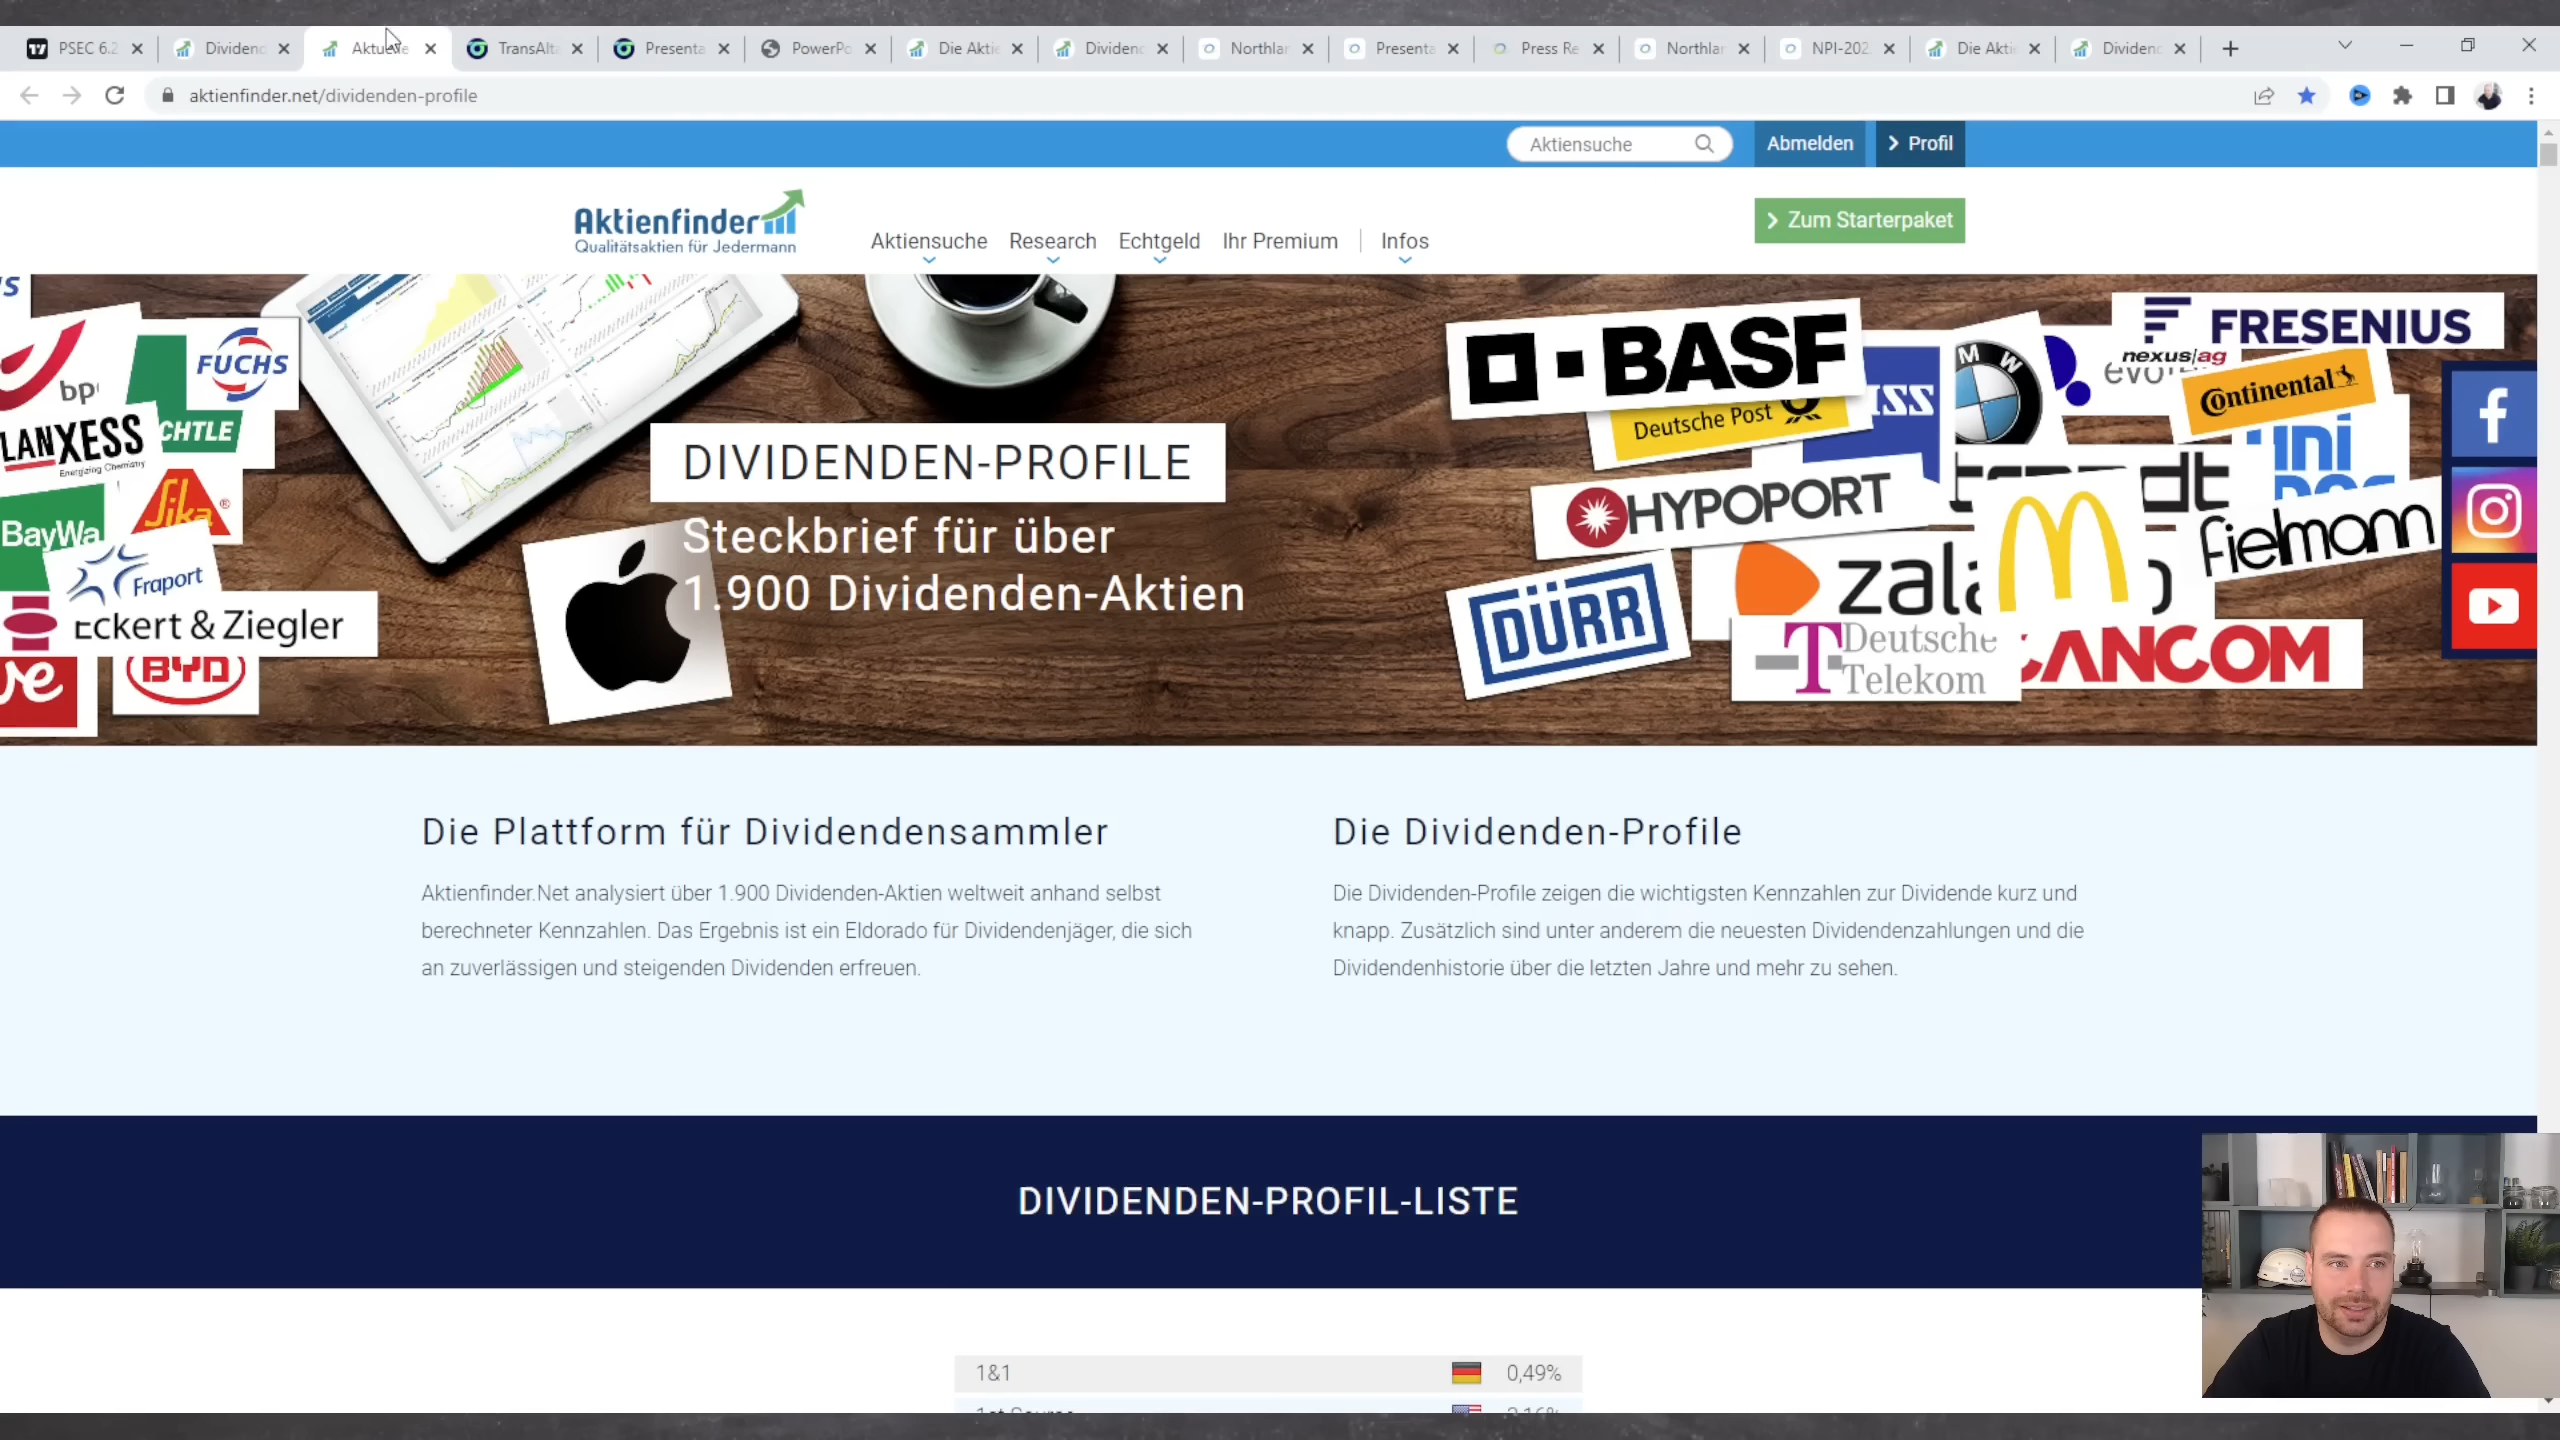 PSEC 6.2
Dividend
Aktuelle
TransAlta
Presenta
PowerPo
Die Aktie
Dividend
Northlan
Presenta
Press Re
Northlan
NPI-202
Die Aktie
Dividend
aktienfinder.net/dividenden-profile
Aktiensuche
Abmelden
Profil
Aktienfinder
Qualitätsaktien für Jedermann
Aktiensuche
Research
Echtgeld
Ihr Premium
Infos
Zum Starterpaket
bp
FUCHS
LANXESS
Energizing Chemistry
CHTLE
BayWa
Sika
Fraport
Eckert & Ziegler
BYD
DIVIDENDEN-PROFILE
Steckbrief für über
1.900 Dividenden-Aktien
BASF
Deutsche Post
BMW
FRESENIUS
nexus|ag
Continental
HYPOPORT
fielmann
DÜRR
zala
Deutsche
Telekom
CANCOM
Die Plattform für Dividendensammler
Aktienfinder.Net analysiert über 1.900 Dividenden-Aktien weltweit anhand selbst
berechneter Kennzahlen. Das Ergebnis ist ein Eldorado für Dividendenjäger, die sich
an zuverlässigen und steigenden Dividenden erfreuen.
Die Dividenden-Profile
Die Dividenden-Profile zeigen die wichtigsten Kennzahlen zur Dividende kurz und
knapp. Zusätzlich sind unter anderem die neuesten Dividendenzahlungen und die
Dividendenhistorie über die letzten Jahre und mehr zu sehen.
DIVIDENDEN-PROFIL-LISTE
1&1 0,49%